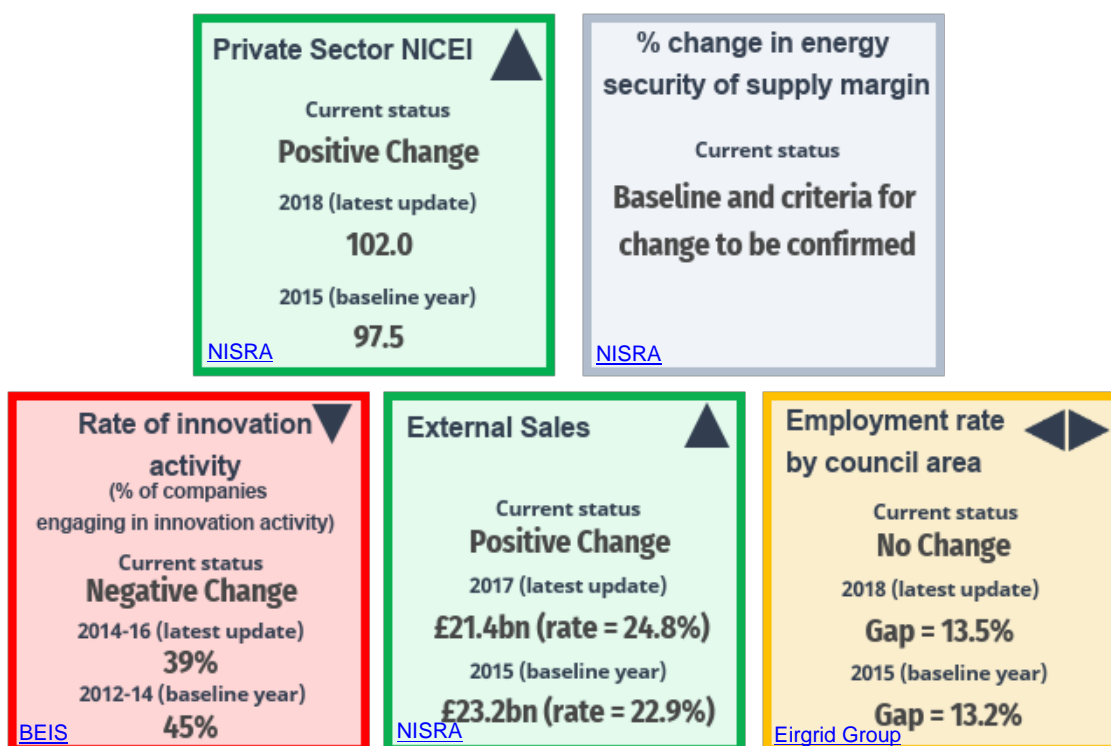 Private Sector NICEI
Current status
Positive Change
2018 (latest update)
102.0
2015 (baseline year)
97.5
NISRA
% change in energy
security of supply margin
Current status
Baseline and criteria for
change to be confirmed
NISRA
Rate of innovation
activity
(% of companies
engaging in innovation activity)
Current status
Negative Change
2014-16 (latest update)
39%
2012-14 (baseline year)
45%
BEIS
External Sales
Current status
Positive Change
2017 (latest update)
£21.4bn (rate = 24.8%)
2015 (baseline year)
£23.2bn (rate = 22.9%)
NISRA
Employment rate
by council area
Current status
No Change
2018 (latest update)
Gap = 13.5%
2015 (baseline year)
Gap = 13.2%
Eirgrid Group